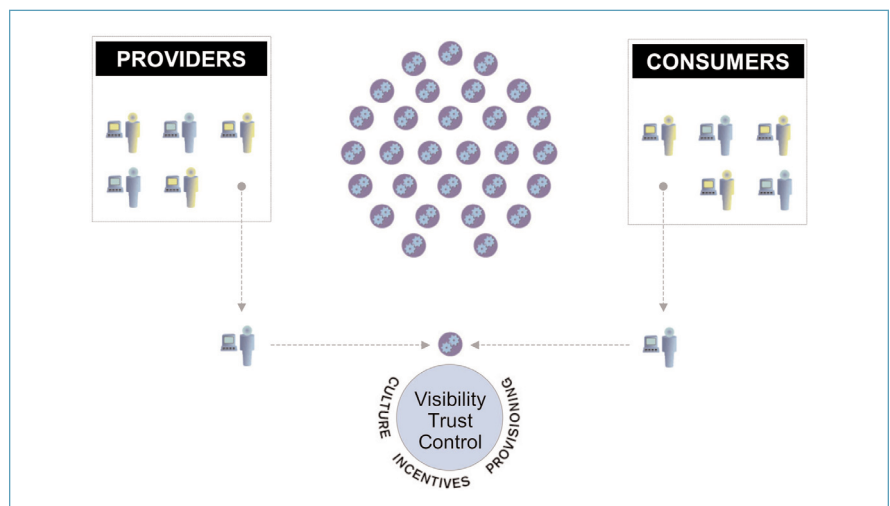 PROVIDERS
CONSUMERS
Visibility
Trust
Control
CULTURE
INCENTIVES
PROVISIONING